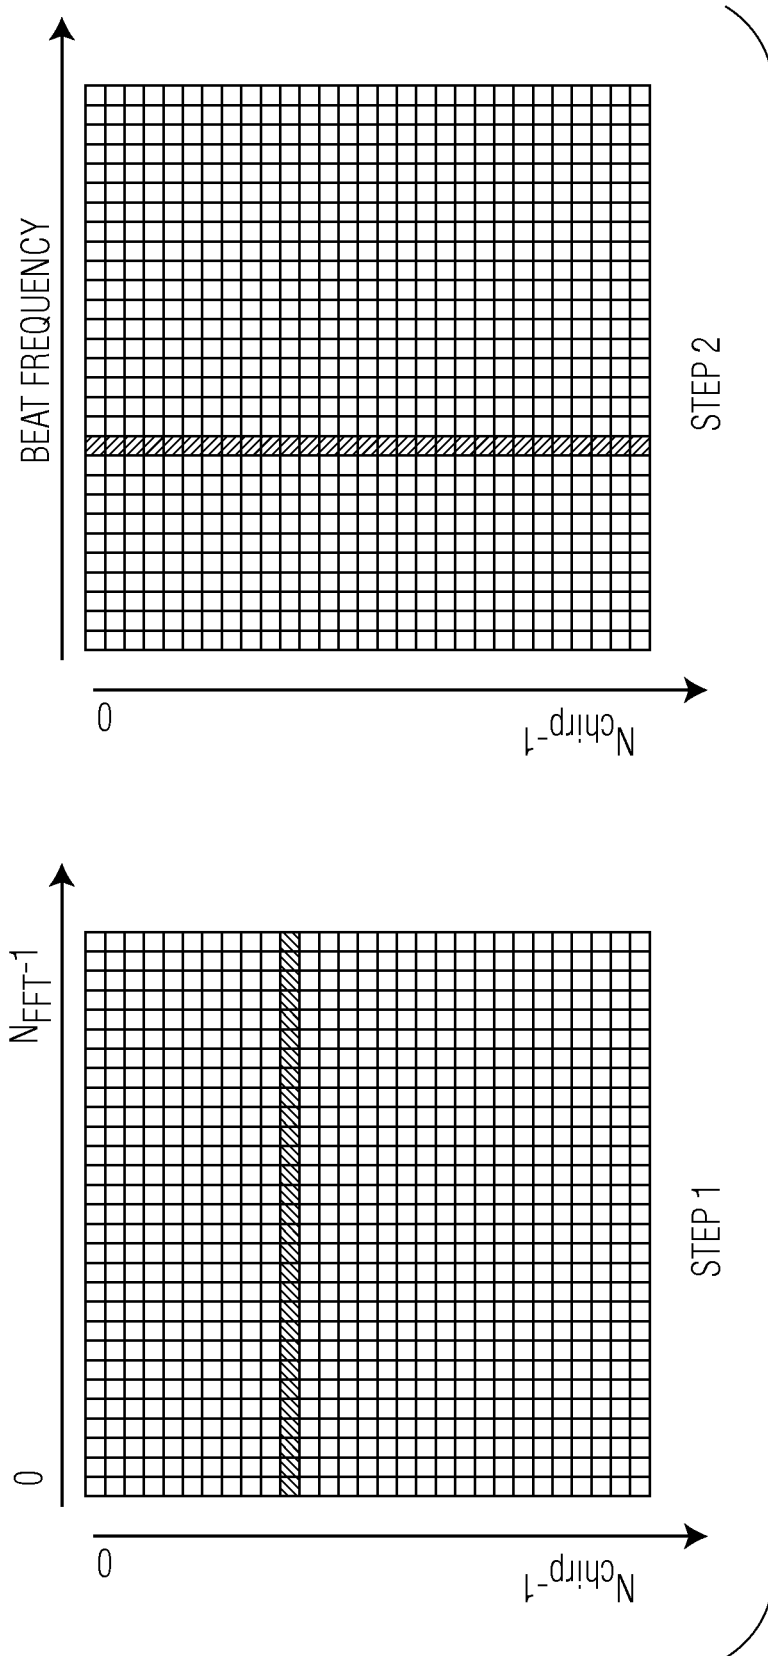 0
N_FFT-1
0
N_chirp-1
STEP 1
BEAT FREQUENCY
0
N_chirp-1
STEP 2